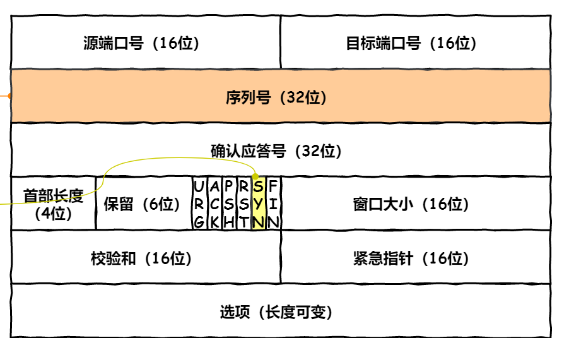 源端口号（16位） 目标端口号（16位）
序列号（32位）
确认应答号（32位）
首部长度
（4位）
保留（6位）
URG
ACK
PSH
RST
SYN
FIN
窗口大小（16位）
校验和（16位） 紧急指针（16位）
选项（长度可变）